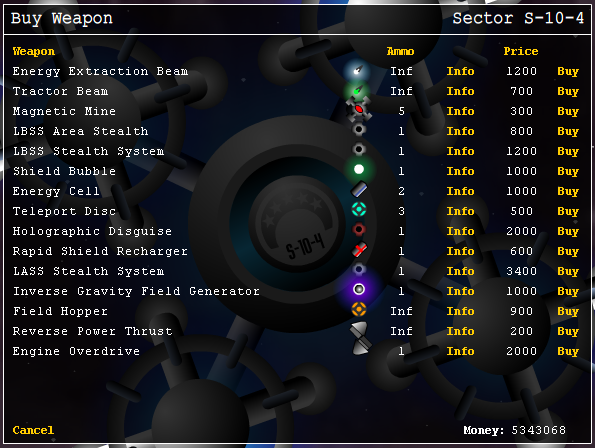 Buy Weapon Sector S-10-4
Weapon Ammo Price
Energy Extraction Beam Inf Info 1200 Buy
Tractor Beam Inf Info 700 Buy
Magnetic Mine 5 Info 300 Buy
LBSS Area Stealth 1 Info 800 Buy
LBSS Stealth System 1 Info 1200 Buy
Shield Bubble 1 Info 1000 Buy
Energy Cell 2 Info 1000 Buy
Teleport Disc 3 Info 500 Buy
Holographic Disguise 1 Info 2000 Buy
Rapid Shield Recharger 1 Info 600 Buy
LASS Stealth System 1 Info 3400 Buy
Inverse Gravity Field Generator 1 Info 1000 Buy
Field Hopper Inf Info 900 Buy
Reverse Power Thrust Inf Info 200 Buy
Engine Overdrive 1 Info 2000 Buy
S-10-4
Cancel Money: 5343068